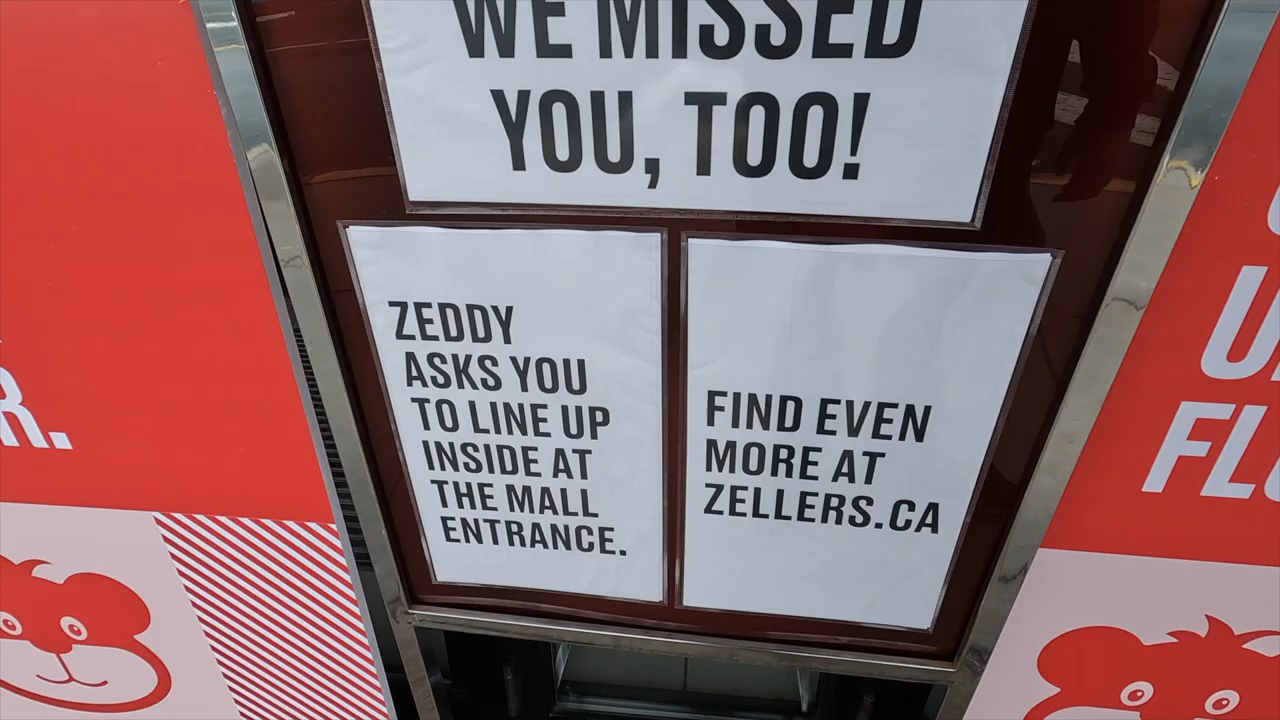 WE MISSED
YOU, TOO!
ZEDDY
ASKS YOU
TO LINE UP
INSIDE AT
THE MALL
ENTRANCE.
FIND EVEN
MORE AT
ZELLERS.CA